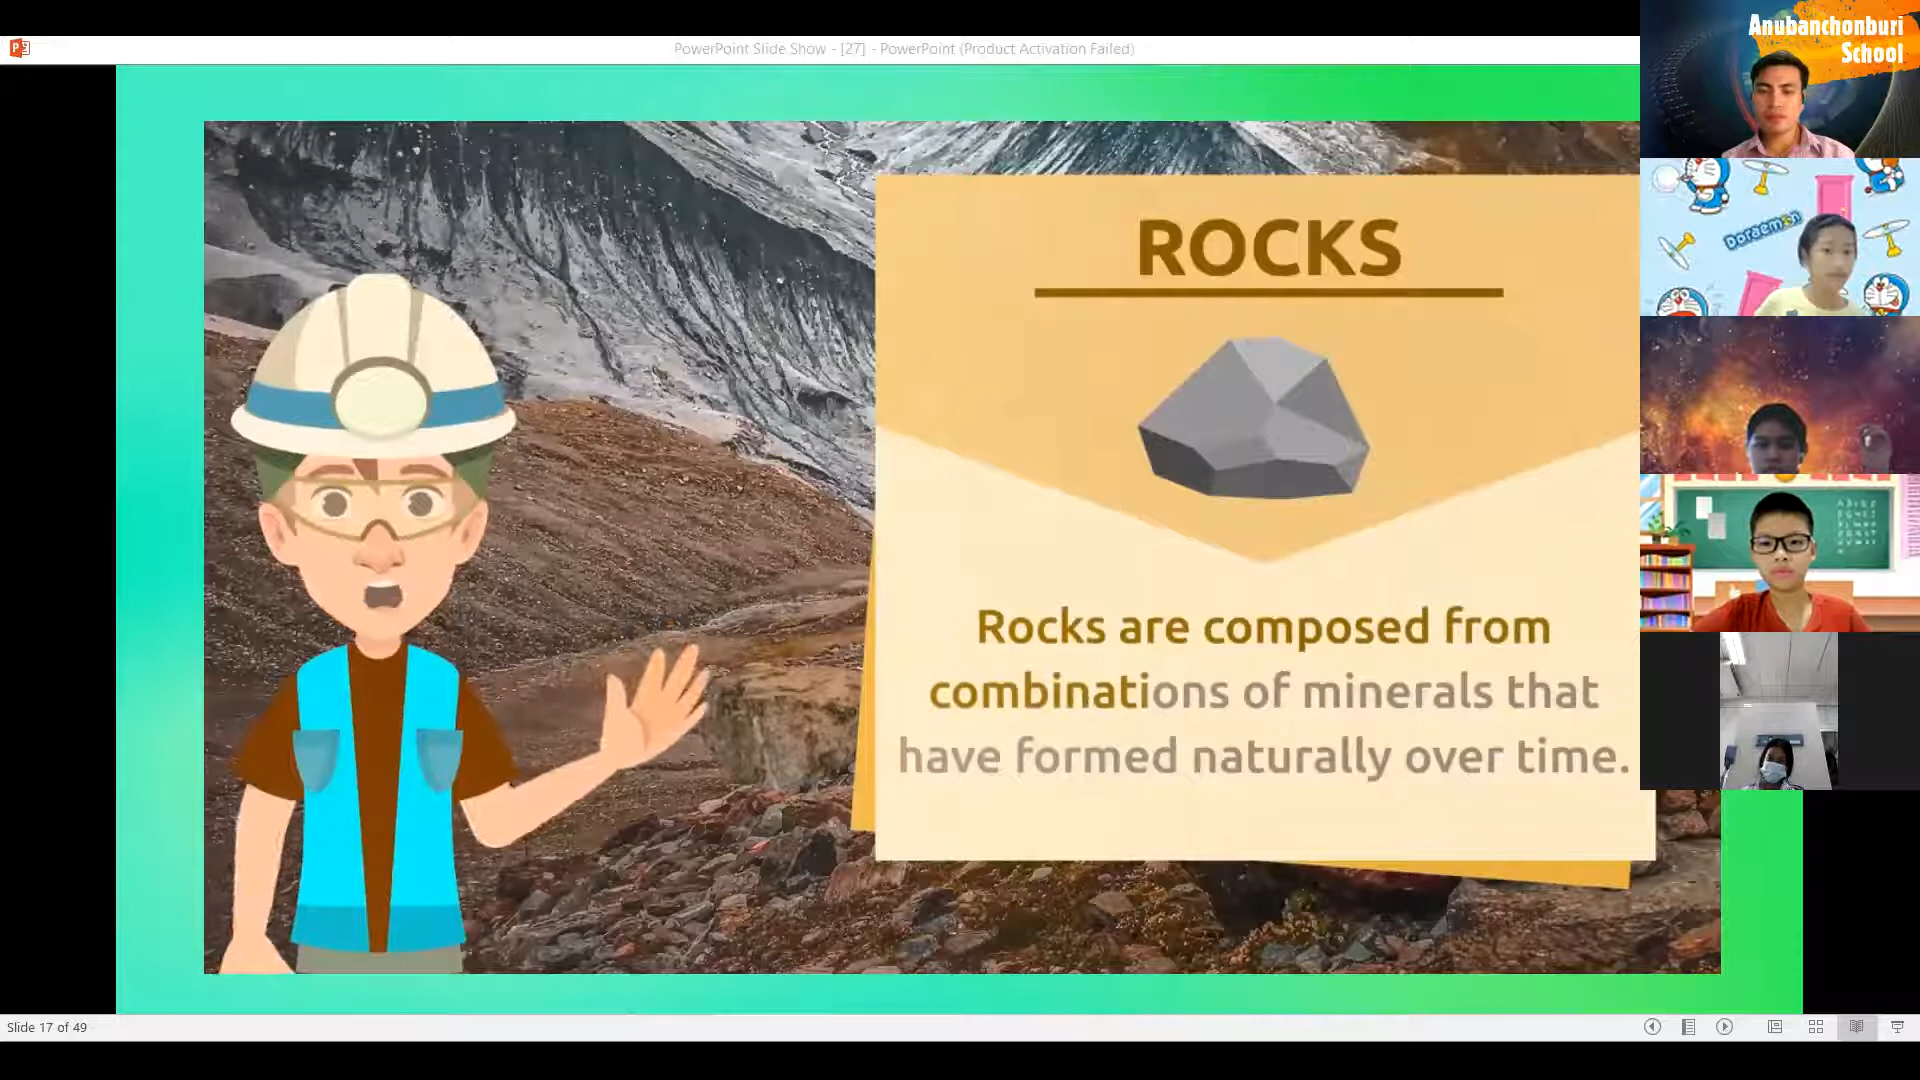 PowerPoint Slide Show - [27] - PowerPoint (Product Activation Failed)
Anubanchonburi
School
Doraemon
ROCKS
Rocks are composed from
combinations of minerals that
have formed naturally over time.
Slide 17 of 49